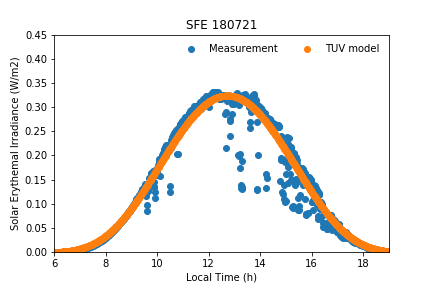 SFE 180721
Measurement TUV model
Solar Erythemal Irradiance (W/m2)
0.45
0.40
0.35
0.30
0.25
0.20
0.15
0.10
0.05
0.00
6 8 10 12 14 16 18
Local Time (h)